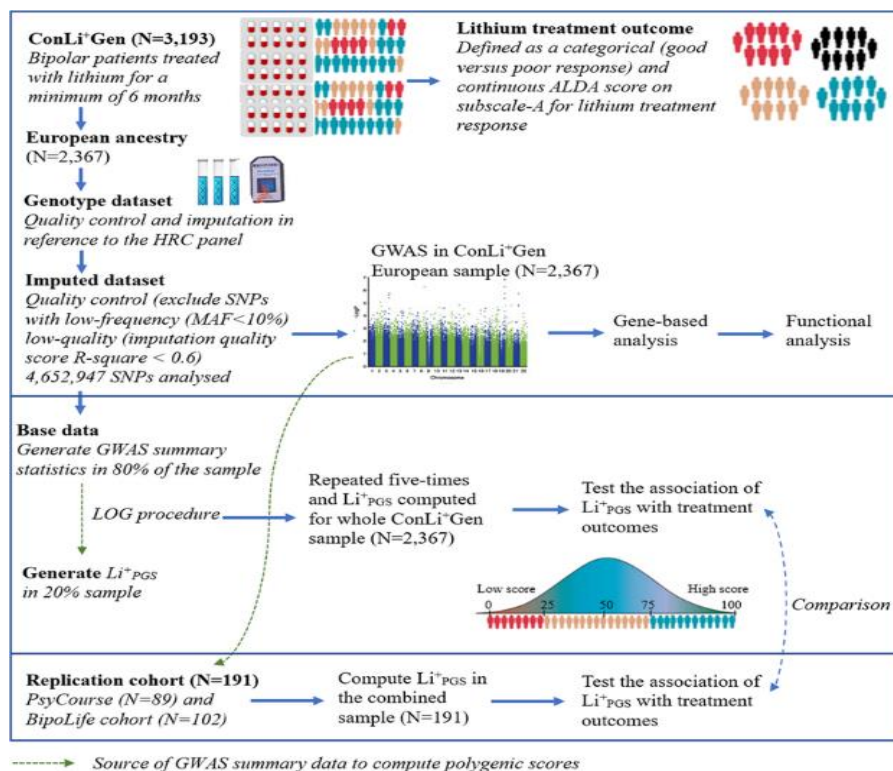 ConLi⁺Gen (N=3,193)
Bipolar patients treated
with lithium for a
minimum of 6 months
Lithium treatment outcome
Defined as a categorical (good
versus poor response) and
continuous ALDA score on
subscale-A for lithium treatment
response
European ancestry
(N=2,367)
Genotype dataset
Quality control and imputation in
reference to the HRC panel
Imputed dataset
Quality control (exclude SNPs
with low-frequency (MAF<10%)
low-quality (imputation quality
score R-square < 0.6)
4,652,947 SNPs analysed
GWAS in ConLi⁺Gen
European sample (N=2,367)
Chromosome
Gene-based
analysis
Functional
analysis
Base data
Generate GWAS summary
statistics in 80% of the sample
LOG procedure
Generate Li⁺PGS
in 20% sample
Repeated five-times
and Li⁺PGS computed
for whole ConLi⁺Gen
sample (N=2,367)
Test the association of
Li⁺PGS with treatment
outcomes
Low score High score
0 25 50 75 100
Comparison
Replication cohort (N=191)
PsyCourse (N=89) and
BipoLife cohort (N=102)
Compute Li⁺PGS in
the combined
sample (N=191)
Test the association of
Li⁺PGS with treatment
outcomes
Source of GWAS summary data to compute polygenic scores